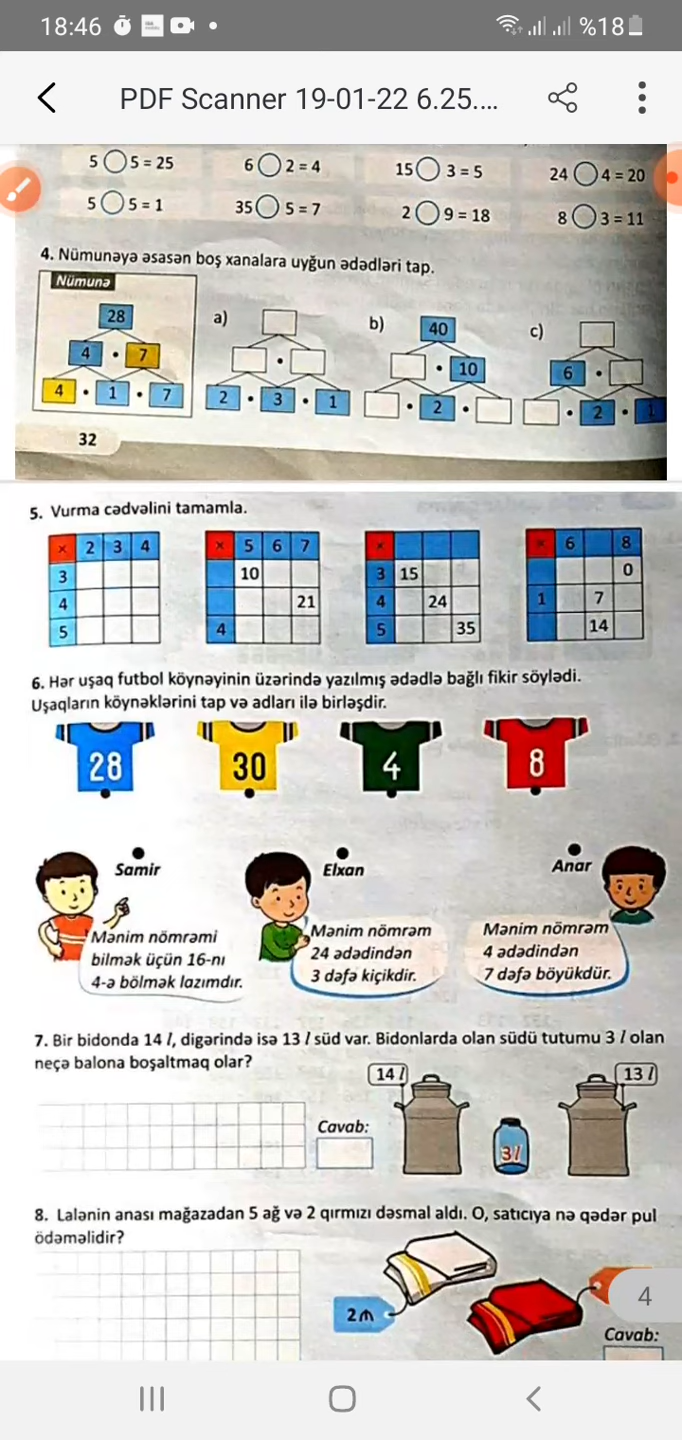 18:46 %18
PDF Scanner 19-01-22 6.25....
5 ◯ 5 = 25 6 ◯ 2 = 4 15 ◯ 3 = 5 24 ◯ 4 = 20
5 ◯ 5 = 1 35 ◯ 5 = 7 2 ◯ 9 = 18 8 ◯ 3 = 11
4. Nümunəyə əsasən boş xanalara uyğun ədədləri tap.
Nümunə
28
4 · 7
4 · 1 · 7
a)
·
2 · 3 · 1
b)
40
· 10
· 2 ·
c)
6 ·
· 2 · 1
32
5. Vurma cədvəlini tamamla.
× 2 3 4
3
4
5
× 5 6 7
10
21
4
×
3 15
4 24
5 35
× 6 8
0
1 7
14
6. Hər uşaq futbol köynəyinin üzərində yazılmış ədədlə bağlı fikir söylədi.
Uşaqların köynəklərini tap və adları ilə birləşdir.
28 30 4 8
Samir
Elxan
Anar
Mənim nömrəmi
bilmək üçün 16-nı
4-ə bölmək lazımdır.
Mənim nömrəm
24 ədədindən
3 dəfə kiçikdir.
Mənim nömrəm
4 ədədindən
7 dəfə böyükdür.
7. Bir bidonda 14 l, digərində isə 13 l süd var. Bidonlarda olan südü tutumu 3 l olan
neçə balona boşaltmaq olar?
14 l
13 l
Cavab:
3 l
8. Lalənin anası mağazadan 5 ağ və 2 qırmızı dəsmal aldı. O, satıcıya nə qədər pul
ödəməlidir?
2₼
4
Cavab: